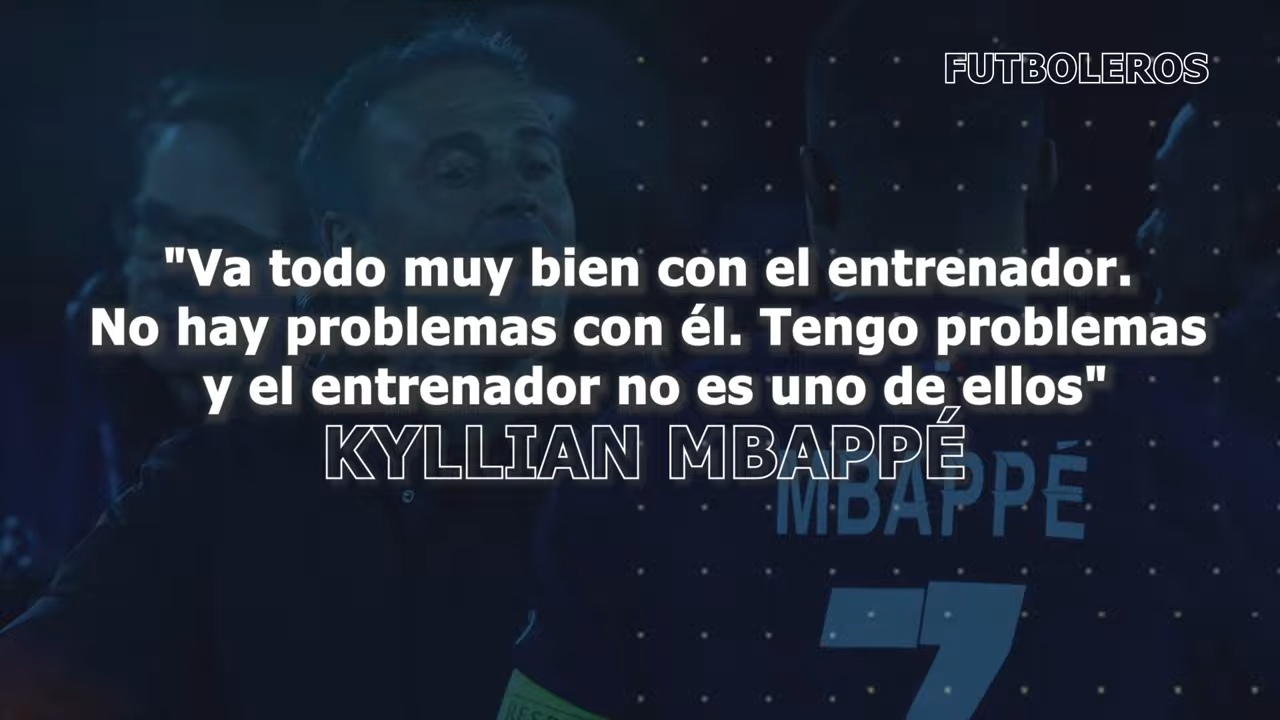 FUTBOLEROS
"Va todo muy bien con el entrenador.
No hay problemas con él. Tengo problemas
y el entrenador no es uno de ellos"
KYLLIAN MBAPPÉ
MBAPPÉ
7